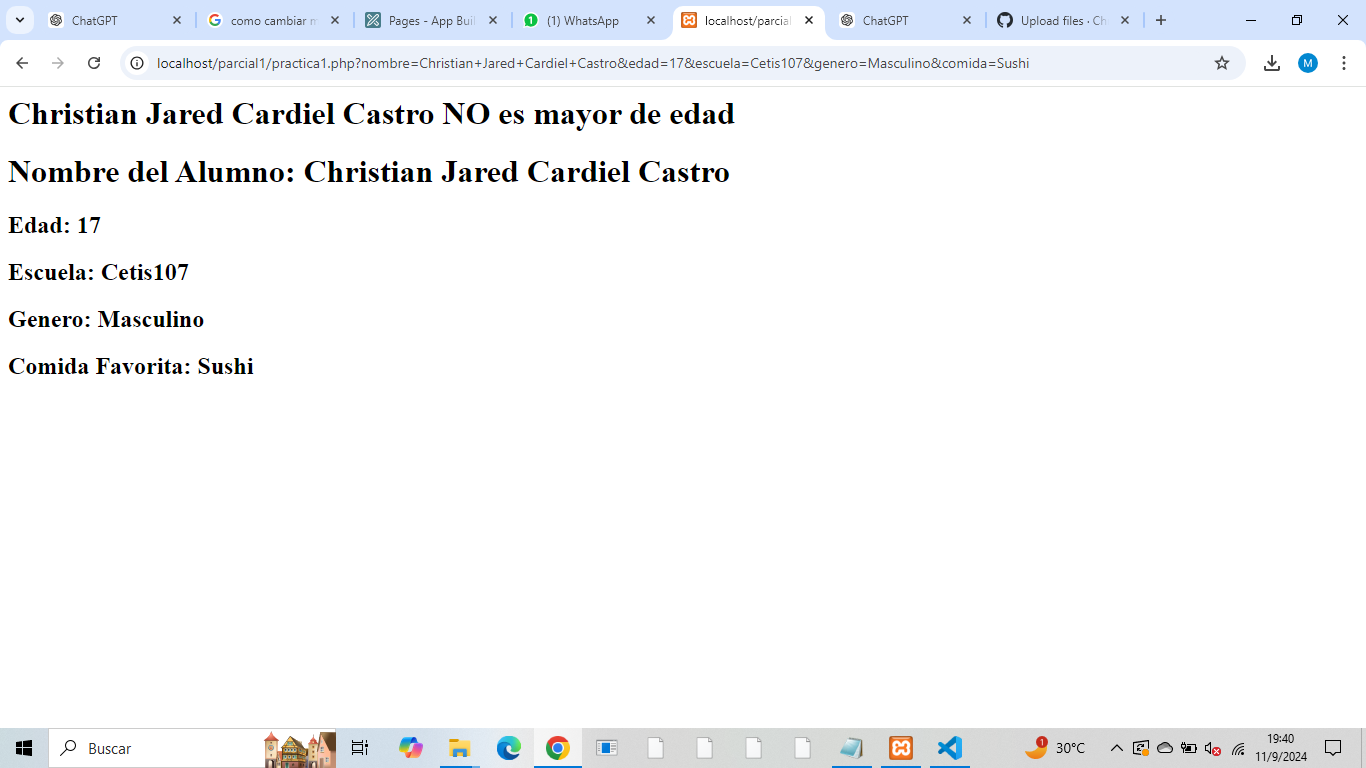 ChatGPT
como cambiar m
Pages - App Buil
(1) WhatsApp
localhost/parcial
ChatGPT
Upload files · Ch
localhost/parcial1/practica1.php?nombre=Christian+Jared+Cardiel+Castro&edad=17&escuela=Cetis107&genero=Masculino&comida=Sushi
M
Christian Jared Cardiel Castro NO es mayor de edad
Nombre del Alumno: Christian Jared Cardiel Castro
Edad: 17
Escuela: Cetis107
Genero: Masculino
Comida Favorita: Sushi
Buscar
1
30°C
19:40
11/9/2024